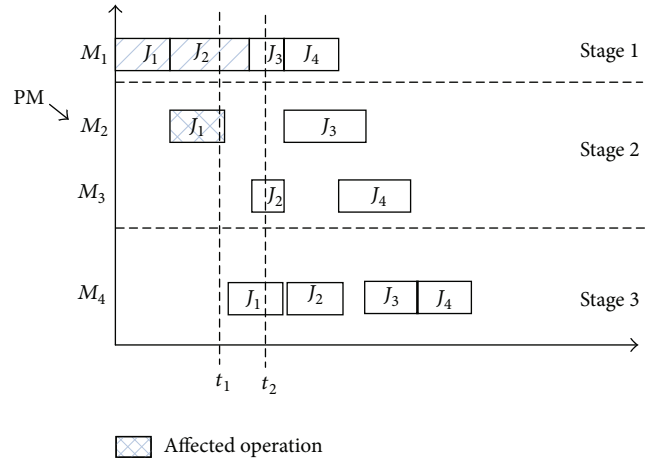 M1 J1 J2 J3 J4 Stage 1
PM
M2 J1 J3 Stage 2
M3 J2 J4
M4 J1 J2 J3 J4 Stage 3
t1 t2
Affected operation